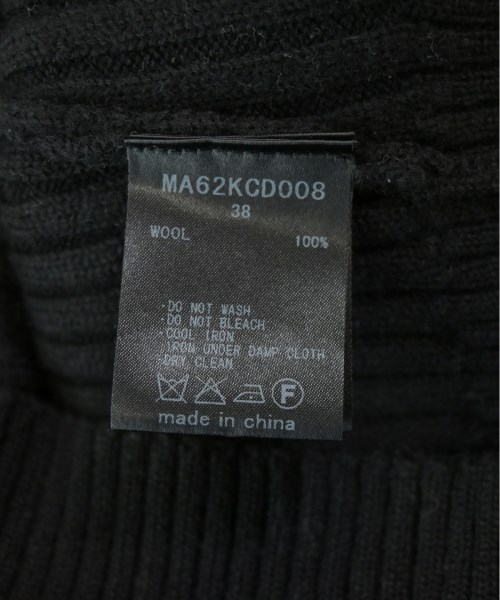 MA62KCD008
38
WOOL 100%
·DO NOT WASH
·DO NOT BLEACH
·COOL IRON
·IRON UNDER DAMP CLOTH
·DRY CLEAN
F
made in china